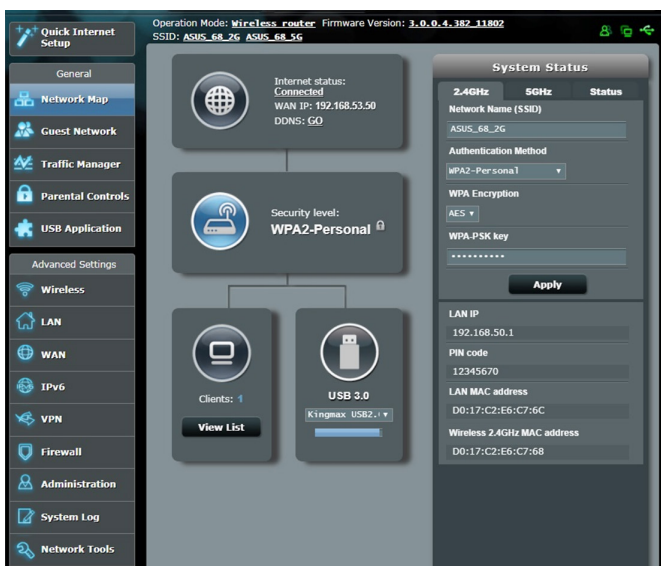 Quick Internet
Setup
Operation Mode: Wireless router Firmware Version: 3.0.0.4.382_11802
SSID: ASUS_68_2G ASUS_68_5G
General
Network Map
Guest Network
Traffic Manager
Parental Controls
USB Application
Advanced Settings
Wireless
LAN
WAN
IPv6
VPN
Firewall
Administration
System Log
Network Tools
Internet status:
Connected
WAN IP: 192.168.53.50
DDNS: GO
Security level:
WPA2-Personal
Clients: 1
View List
USB 3.0
Kingmax USB2.
System Status
2.4GHz 5GHz Status
Network Name (SSID)
ASUS_68_2G
Authentication Method
WPA2-Personal
WPA Encryption
AES
WPA-PSK key
••••••••••
Apply
LAN IP
192.168.50.1
PIN code
12345670
LAN MAC address
D0:17:C2:E6:C7:6C
Wireless 2.4GHz MAC address
D0:17:C2:E6:C7:68